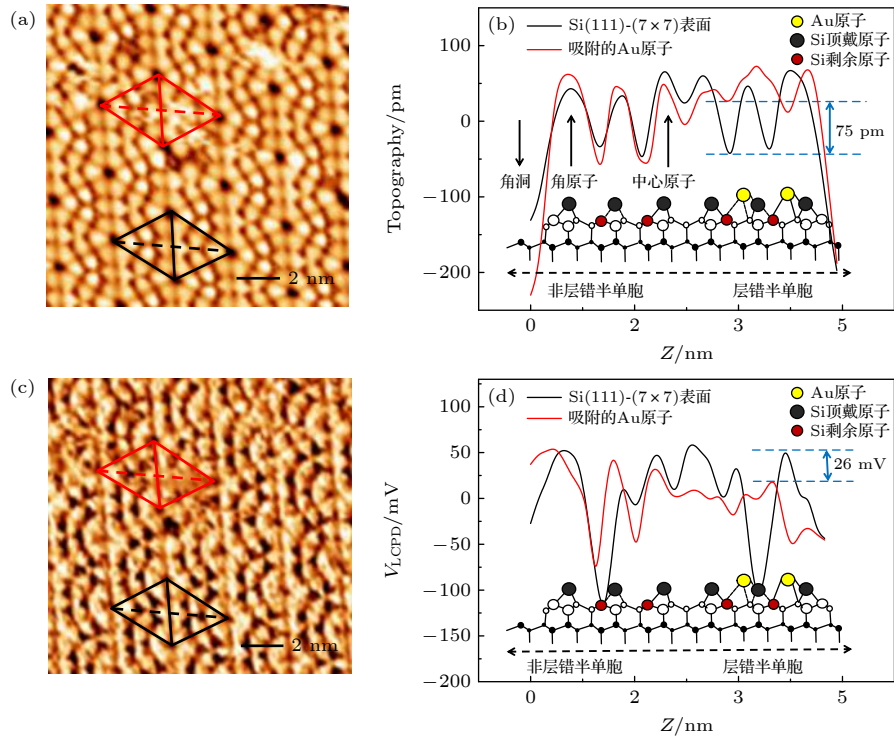 (a)
2 nm
(b)
Si(111)-(7×7)表面
吸附的Au原子
Au原子
Si顶戴原子
Si剩余原子
100
50
0
−50
−100
−150
−200
Topography/pm
75 pm
角洞
角原子
中心原子
非层错半单胞
层错半单胞
0
2
3
5
Z/nm
(c)
2 nm
(d)
Si(111)-(7×7)表面
吸附的Au原子
Au原子
Si顶戴原子
Si剩余原子
100
50
0
−50
−100
−150
−200
V_LCPD/mV
26 mV
非层错半单胞
层错半单胞
0
2
3
5
Z/nm